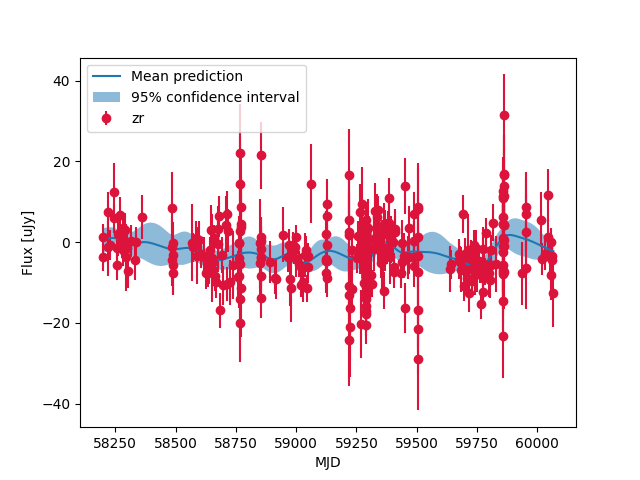 Mean prediction
95% confidence interval
zr
40
20
0
−20
−40
Flux [uJy]
58250 58500 58750 59000 59250 59500 59750 60000
MJD